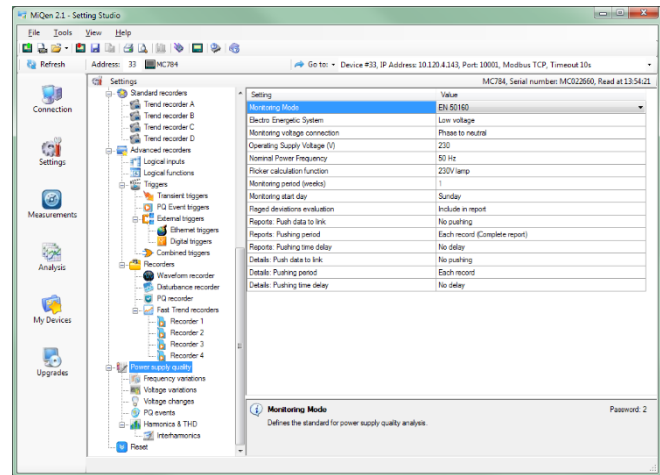 MiQen 2.1 - Setting Studio
File Tools View Help
Refresh Address: 33 MC784 Go to: Device #33, IP Address: 10.120.4.143, Port: 10001, Modbus TCP, Timeout 10s
Settings MC784, Serial number: MC022660, Read at 13:54:21
Connection
Settings
Measurements
Analysis
My Devices
Upgrades
Standard recorders
Trend recorder A
Trend recorder B
Trend recorder C
Trend recorder D
Advanced recorders
Logical inputs
Logical functions
Triggers
Transient triggers
PQ Event triggers
External triggers
Ethernet triggers
Digital triggers
Combined triggers
Recorders
Waveform recorder
Disturbance recorder
PQ recorder
Fast Trend recorders
Recorder 1
Recorder 2
Recorder 3
Recorder 4
Power supply quality
Frequency variations
Voltage variations
Voltage changes
PQ events
Harmonics & THD
Interharmonics
Reset
Setting Value
Monitoring Mode EN 50160
Electro Energetic System Low voltage
Monitoring voltage connection Phase to neutral
Operating Supply Voltage (V) 230
Nominal Power Frequency 50 Hz
Flicker calculation function 230V lamp
Monitoring period (weeks) 1
Monitoring start day Sunday
Flaged deviations evaluation Include in report
Reports: Push data to link No pushing
Reports: Pushing period Each record (Complete report)
Reports: Pushing time delay No delay
Details: Push data to link No pushing
Details: Pushing period Each record
Details: Pushing time delay No delay
Monitoring Mode Password: 2
Defines the standard for power supply quality analysis.